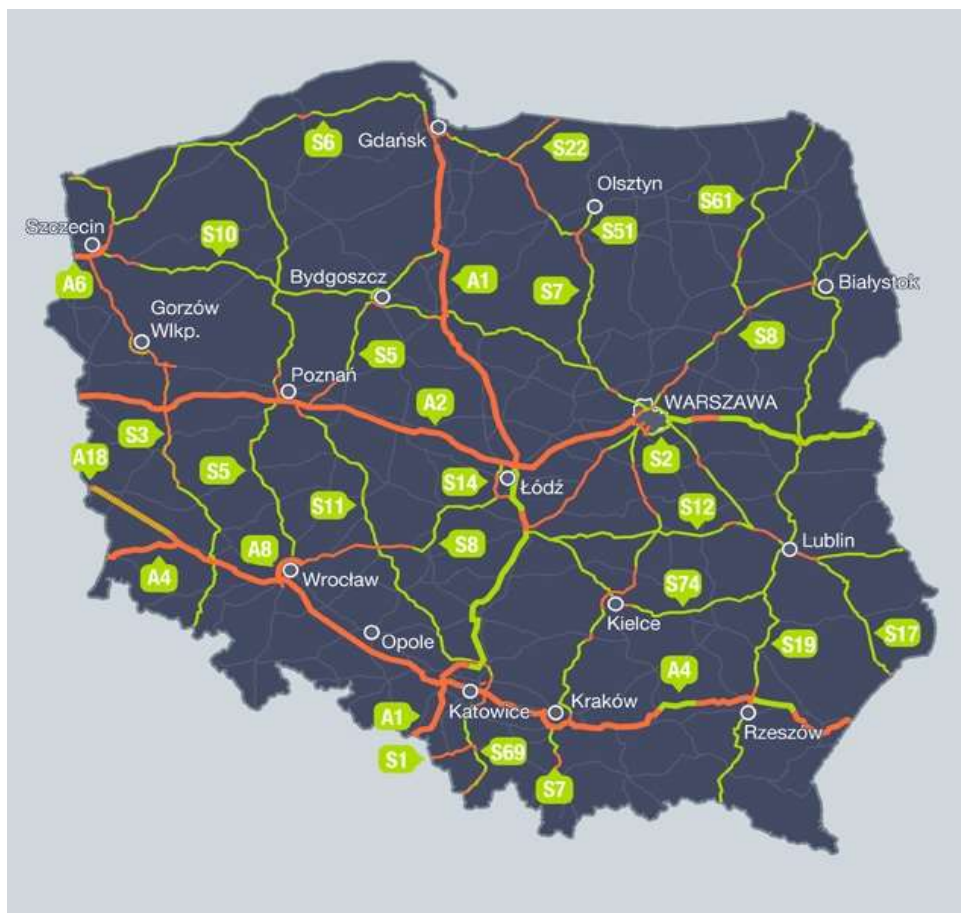 Gdańsk
S6
S22
Olsztyn
S61
S51
Szczecin
S10
A6
Bydgoszcz
A1
S7
Białystok
Gorzów
Wlkp.
S8
S5
Poznań
A2
WARSZAWA
S3
A18
S5
S2
S14
Łódź
S11
S12
A8
S8
Lublin
A4
Wrocław
S74
Kielce
Opole
S19
S17
A4
Kraków
Katowice
A1
Rzeszów
S1
S69
S7